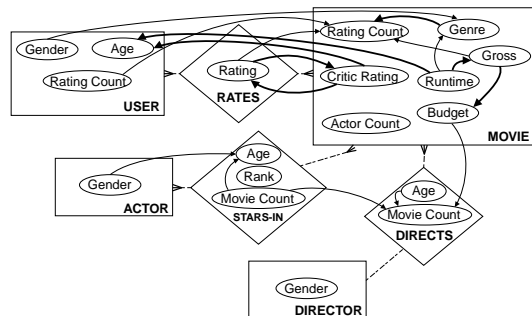 Gender
Age
Rating Count
USER
Rating
RATES
Rating Count
Genre
Gross
Critic Rating
Runtime
Budget
Actor Count
MOVIE
Gender
ACTOR
Age
Rank
Movie Count
STARS-IN
Age
Movie Count
DIRECTS
Gender
DIRECTOR